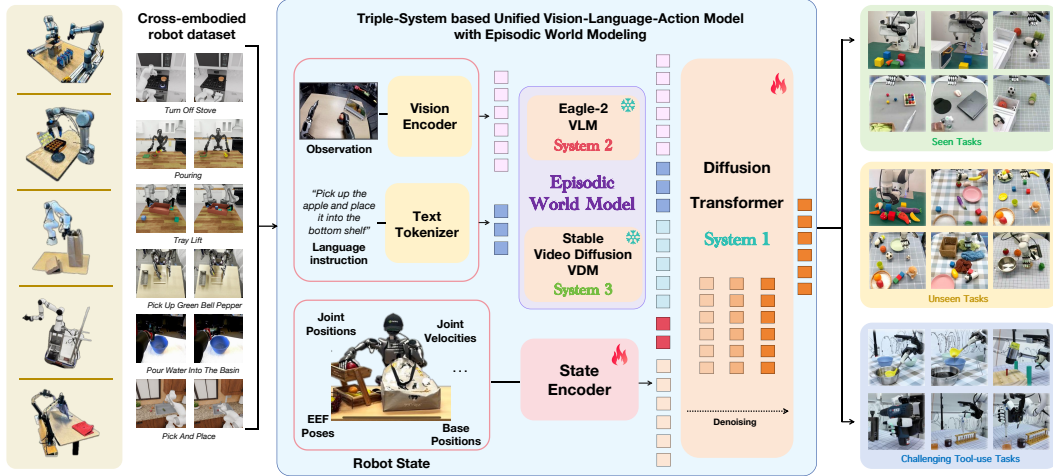 Cross-embodied
robot dataset
Turn Off Stove
Pouring
Tray Lift
Pick Up Green Bell Pepper
Pour Water Into The Basin
Pick And Place
Triple-System based Unified Vision-Language-Action Model
with Episodic World Modeling
Observation
Vision
Encoder
“Pick up the
apple and place
it into the
bottom shelf”
Language
instruction
Text
Tokenizer
Eagle-2
VLM
System 2
Episodic
World Model
Stable
Video Diffusion
VDM
System 3
Joint
Positions
Joint
Velocities
...
EEF
Poses
Base
Positions
Robot State
State
Encoder
Diffusion
Transformer
System 1
Denoising
Seen Tasks
Unseen Tasks
Challenging Tool-use Tasks